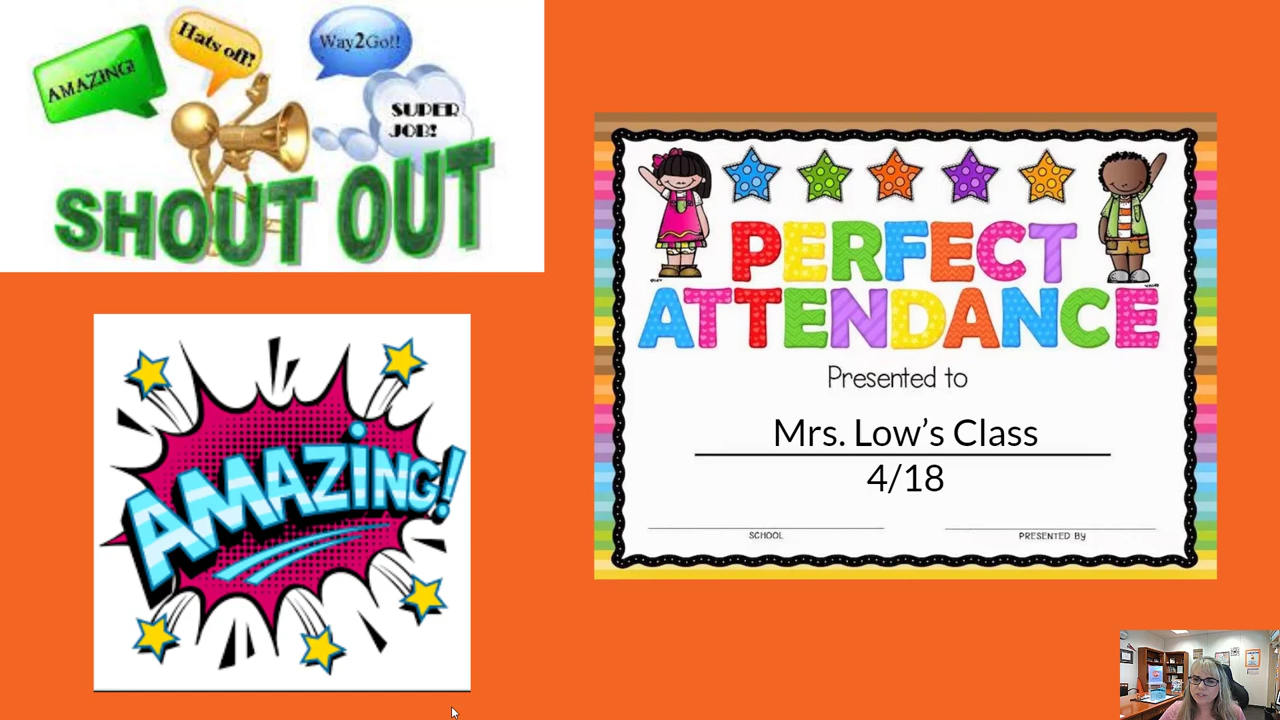 AMAZING!
Hats off!
Way2Go!!
SUPER
JOB!
SHOUT OUT
AMAZING!
PERFECT
ATTENDANCE
Presented to
Mrs. Low’s Class
4/18
SCHOOL
PRESENTED BY